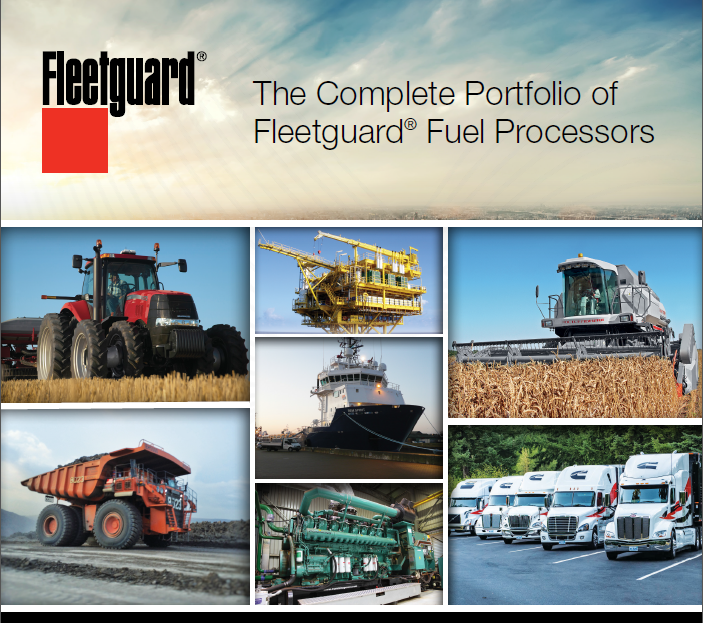 Fleetguard®
The Complete Portfolio of
Fleetguard® Fuel Processors